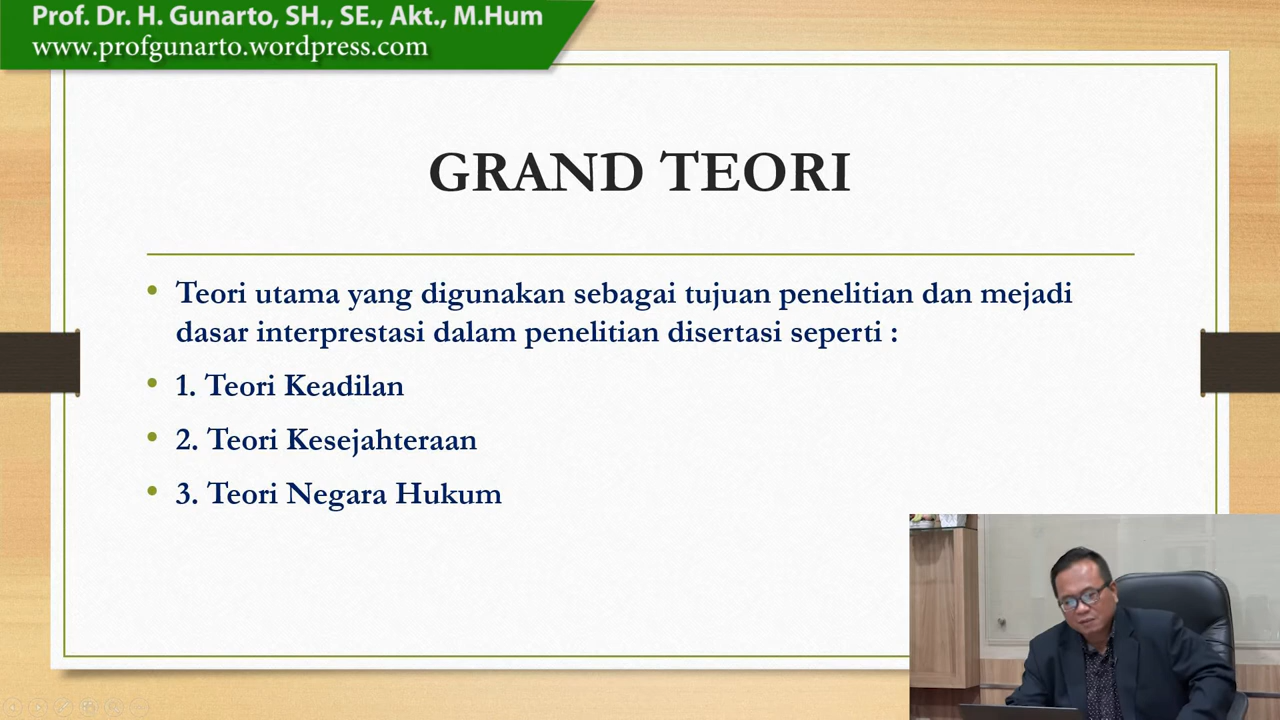 Prof. Dr. H. Gunarto, SH., SE., Akt., M.Hum
www.profgunarto.wordpress.com
GRAND TEORI
• Teori utama yang digunakan sebagai tujuan penelitian dan mejadi
dasar interprestasi dalam penelitian disertasi seperti :
• 1. Teori Keadilan
• 2. Teori Kesejahteraan
• 3. Teori Negara Hukum